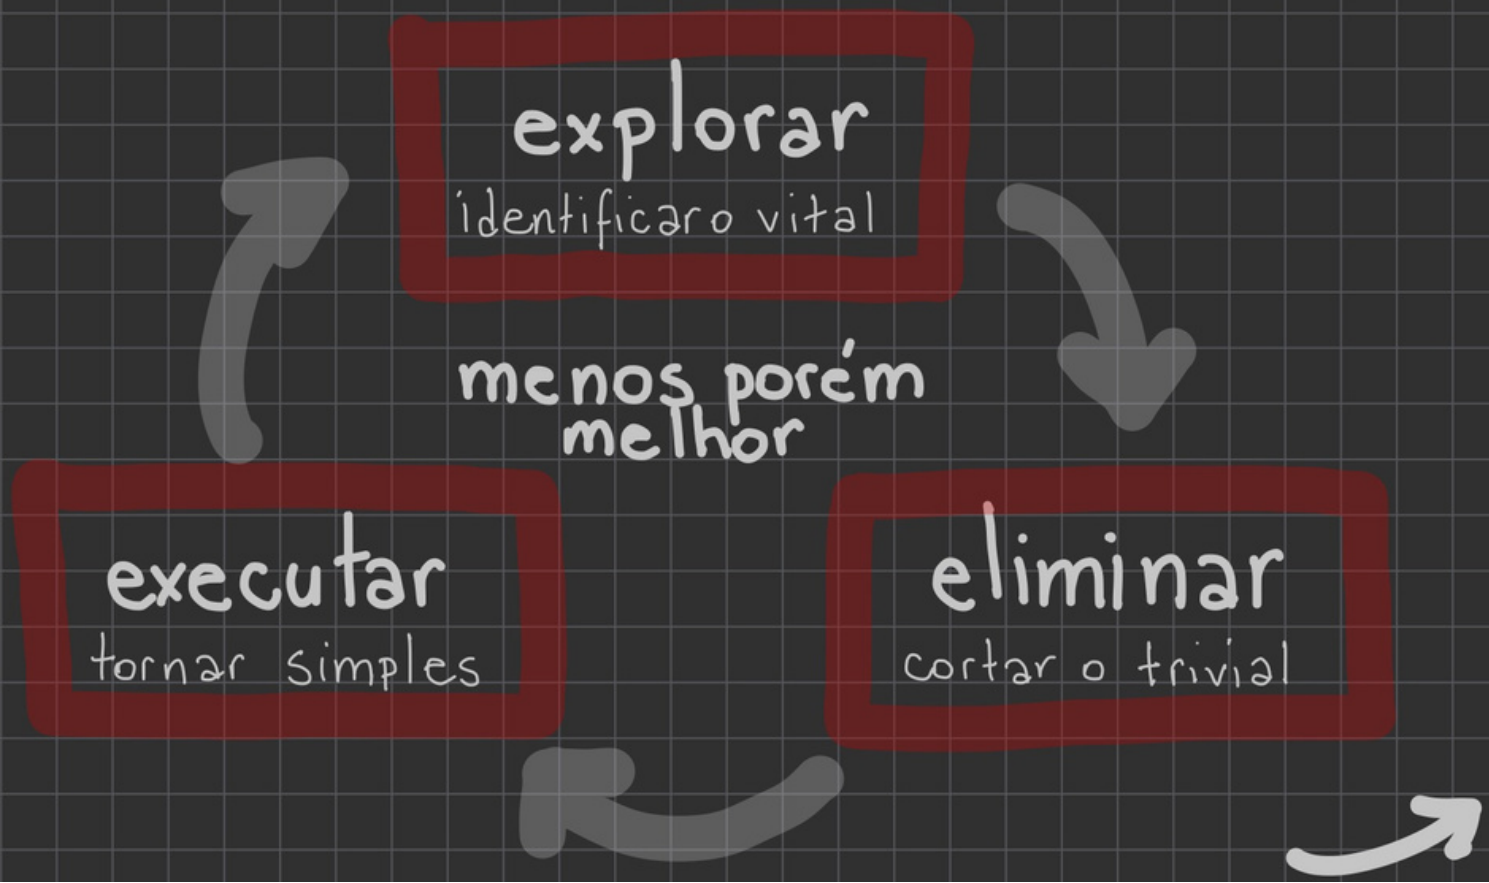 explorar
identificaro vital
menos porém
melhor
executar
tornar simples
eliminar
cortar o trivial